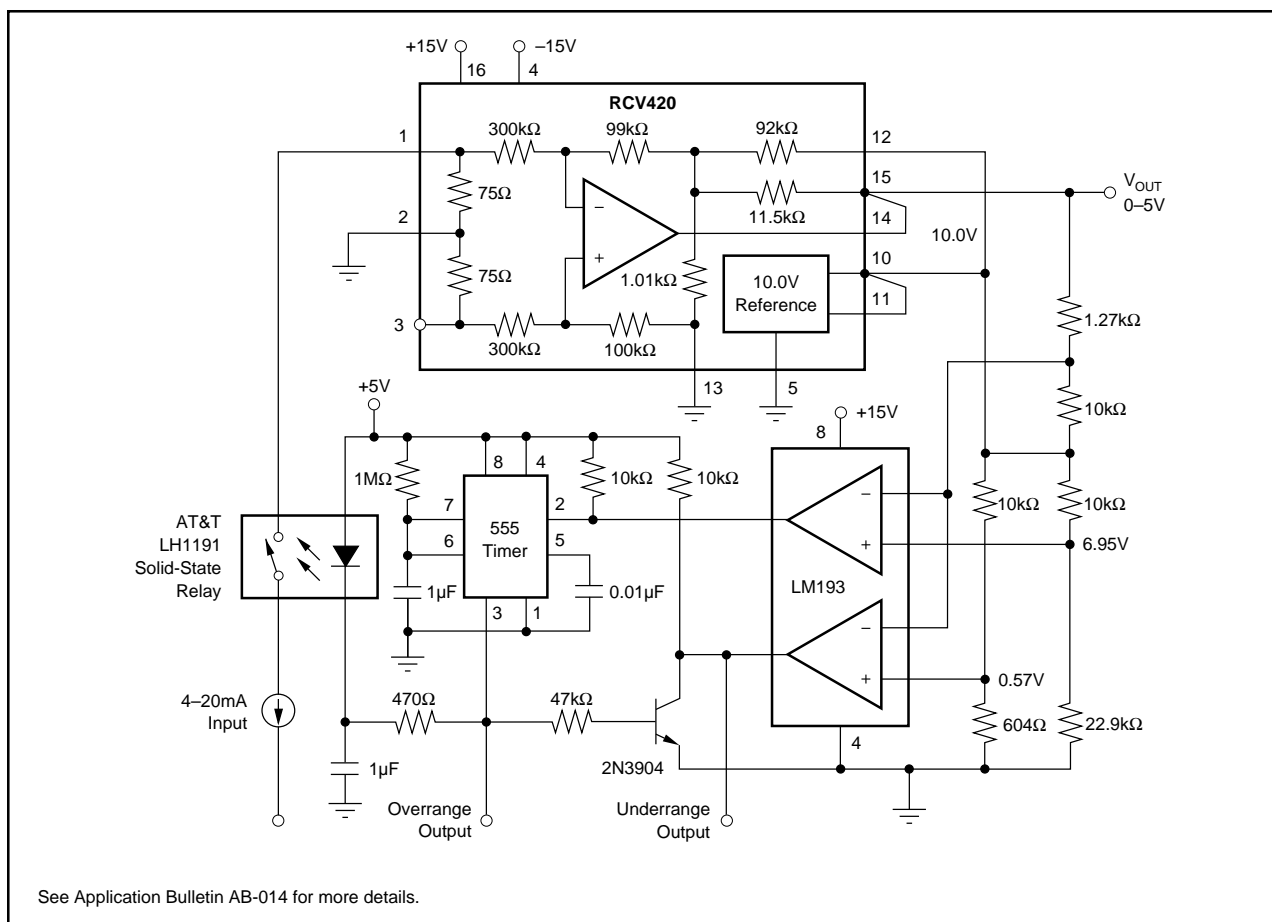 +15V
–15V
16
4
RCV420
1
300kΩ
99kΩ
92kΩ
12
15
75Ω
11.5kΩ
VOUT
0–5V
2
14
–
+
10.0V
10
75Ω
1.01kΩ
10.0V
Reference
11
3
300kΩ
100kΩ
1.27kΩ
13
5
+5V
+15V
8
10kΩ
8
4
1MΩ
10kΩ
10kΩ
–
10kΩ
10kΩ
7
2
AT&T
LH1191
Solid-State
Relay
555
Timer
6
5
+
6.95V
1µF
0.01µF
LM193
3
1
–
4–20mA
Input
470Ω
47kΩ
+
0.57V
604Ω
22.9kΩ
4
1µF
2N3904
Overrange
Output
Underrange
Output
See Application Bulletin AB-014 for more details.